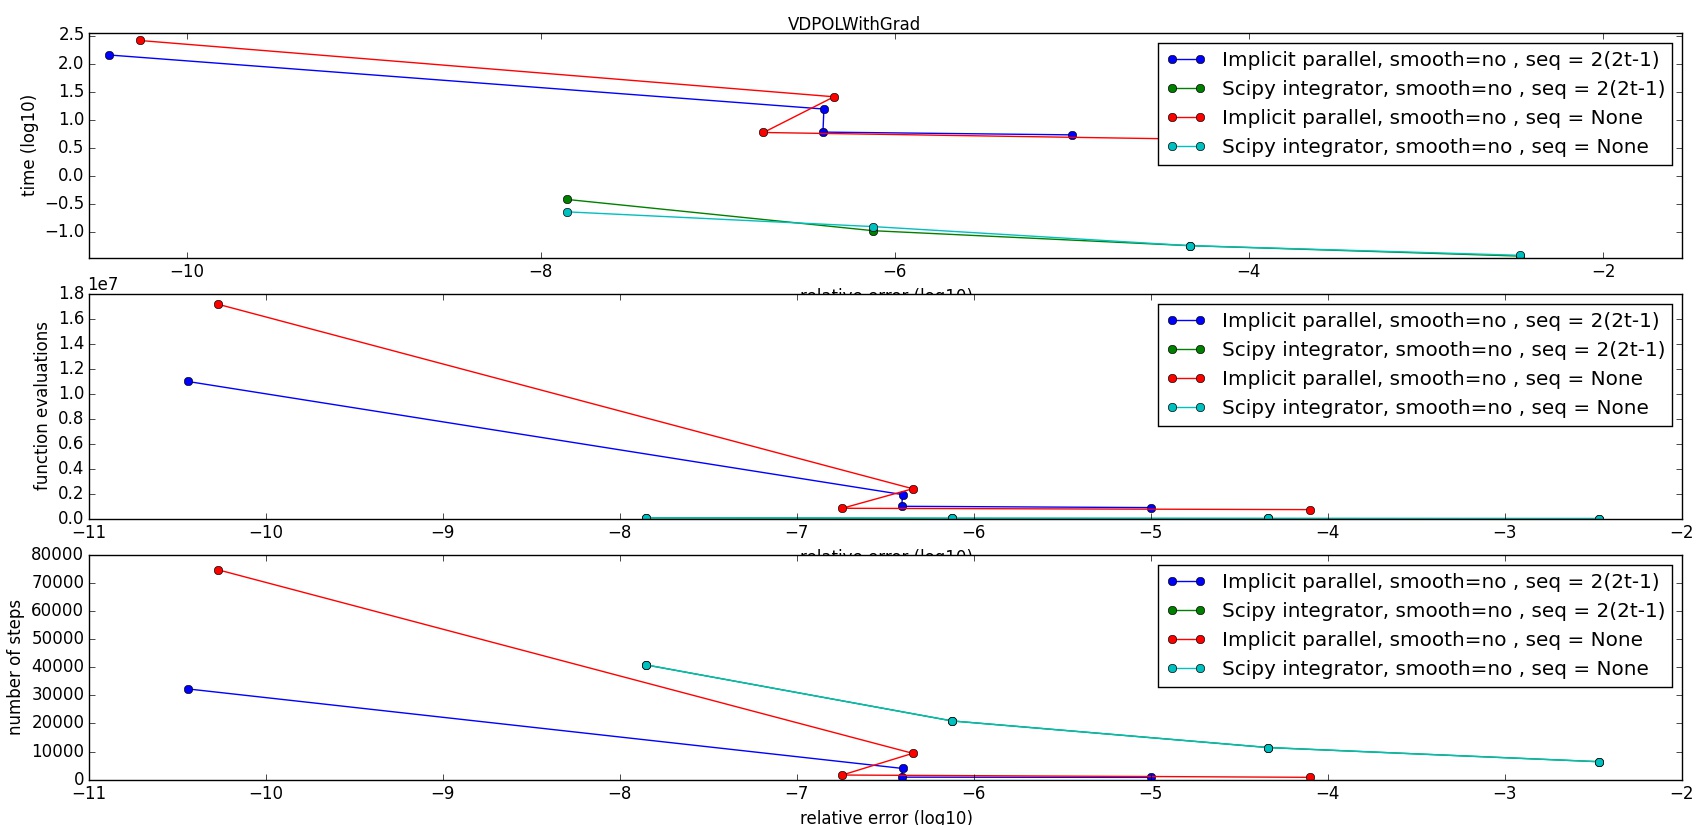 VDPOLWithGrad
time (log10)
2.5
2.0
1.5
1.0
0.5
0.0
−0.5
−1.0
Implicit parallel, smooth=no , seq = 2(2t-1)
Scipy integrator, smooth=no , seq = 2(2t-1)
Implicit parallel, smooth=no , seq = None
Scipy integrator, smooth=no , seq = None
−10 −8 −6 −4 −2
relative error (log10)
1e7
function evaluations
1.8
1.6
1.4
1.2
1.0
0.8
0.6
0.4
0.2
0.0
Implicit parallel, smooth=no , seq = 2(2t-1)
Scipy integrator, smooth=no , seq = 2(2t-1)
Implicit parallel, smooth=no , seq = None
Scipy integrator, smooth=no , seq = None
−11 −10 −9 −8 −7 −6 −5 −4 −3 −2
relative error (log10)
number of steps
80000
70000
60000
50000
40000
30000
20000
10000
0
Implicit parallel, smooth=no , seq = 2(2t-1)
Scipy integrator, smooth=no , seq = 2(2t-1)
Implicit parallel, smooth=no , seq = None
Scipy integrator, smooth=no , seq = None
−11 −10 −9 −8 −7 −6 −5 −4 −3 −2
relative error (log10)